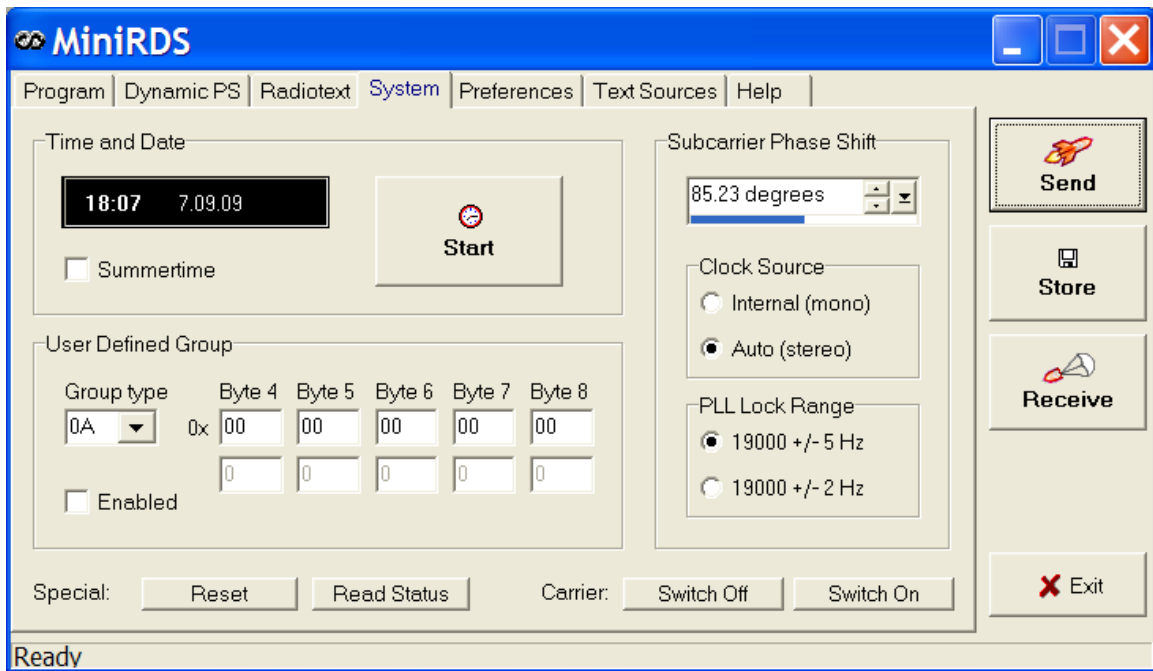 MiniRDS
Program Dynamic PS Radiotext System Preferences Text Sources Help
Time and Date
18:07 7.09.09
Start
Summertime
User Defined Group
Group type Byte 4 Byte 5 Byte 6 Byte 7 Byte 8
0A 0x 00 00 00 00 00
0 0 0 0 0
Enabled
Subcarrier Phase Shift
85.23 degrees
Clock Source
Internal (mono)
Auto (stereo)
PLL Lock Range
19000 +/- 5 Hz
19000 +/- 2 Hz
Special: Reset Read Status Carrier: Switch Off Switch On
Send
Store
Receive
Exit
Ready